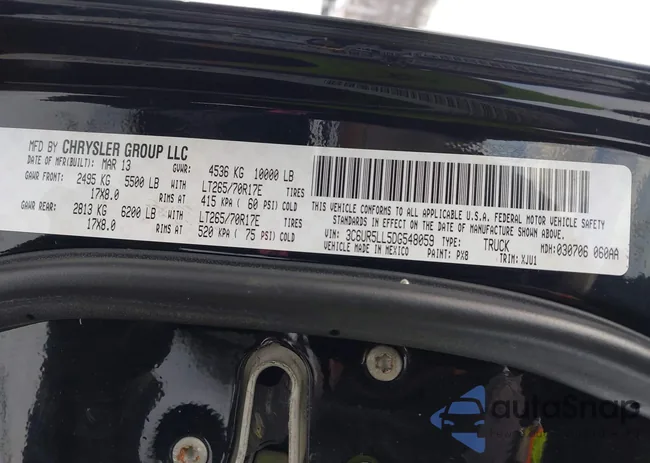 MFD BY CHRYSLER GROUP LLC
DATE OF MFR(BUILT): MAR 13 GVWR: 4536 KG 10000 LB
GAWR FRONT: 2495 KG 5500 LB WITH LT265/70R17E TIRES
17X8.0 RIMS AT 415 KPA ( 60 PSI) COLD
GAWR REAR: 2813 KG 6200 LB WITH LT265/70R17E TIRES
17X8.0 RIMS AT 520 KPA ( 75 PSI) COLD
THIS VEHICLE CONFORMS TO ALL APPLICABLE U.S.A. FEDERAL MOTOR VEHICLE SAFETY
STANDARDS IN EFFECT ON THE DATE OF MANUFACTURE SHOWN ABOVE.
VIN: 3C6UR5LL5DG548059 TRUCK
VEHICLE MADE IN MEXICO PAINT: PX8 MDH: 030706 060AA
TRIM: XJU1
autoSnap